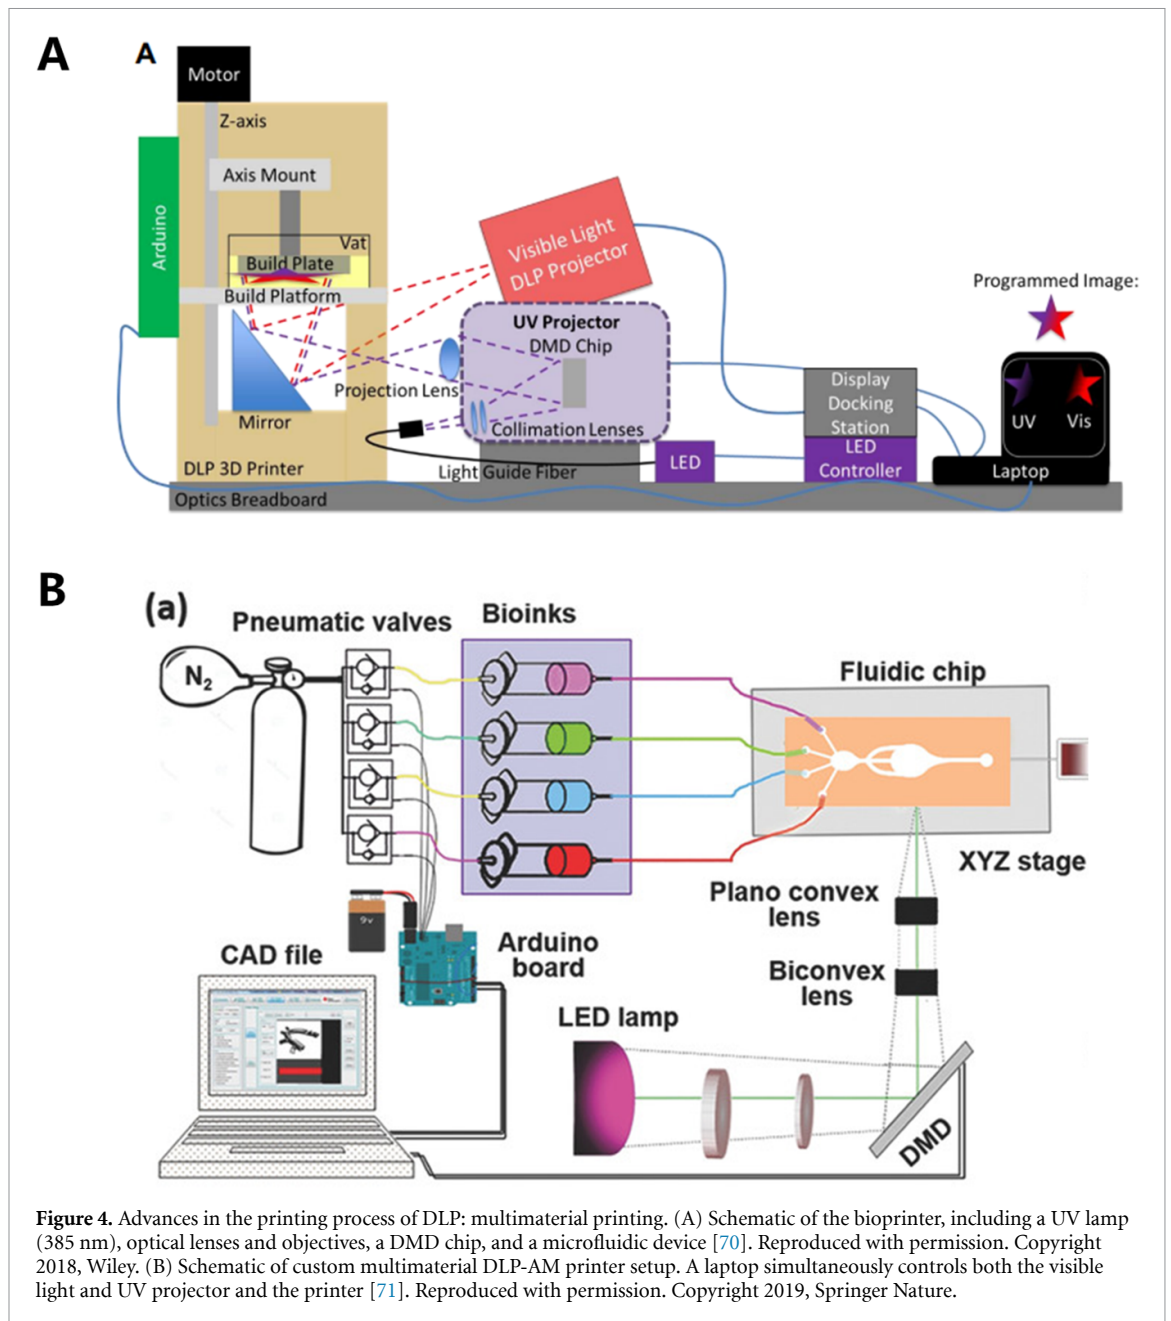 A
A
Motor
Z-axis
Axis Mount
Arduino
Vat
Build Plate
Build Platform
Visible Light
DLP Projector
Programmed Image:
UV Projector
DMD Chip
Projection Lens
Mirror
Collimation Lenses
Display
Docking
Station
UV
Vis
LED
LED
Controller
Laptop
DLP 3D Printer
Light Guide Fiber
Optics Breadboard
B
(a)
Pneumatic valves
Bioinks
N2
Fluidic chip
XYZ stage
Plano convex
lens
9v
CAD file
Arduino
board
Biconvex
lens
LED lamp
DMD
Figure 4. Advances in the printing process of DLP: multimaterial printing. (A) Schematic of the bioprinter, including a UV lamp
(385 nm), optical lenses and objectives, a DMD chip, and a microfluidic device [70]. Reproduced with permission. Copyright
2018, Wiley. (B) Schematic of custom multimaterial DLP-AM printer setup. A laptop simultaneously controls both the visible
light and UV projector and the printer [71]. Reproduced with permission. Copyright 2019, Springer Nature.